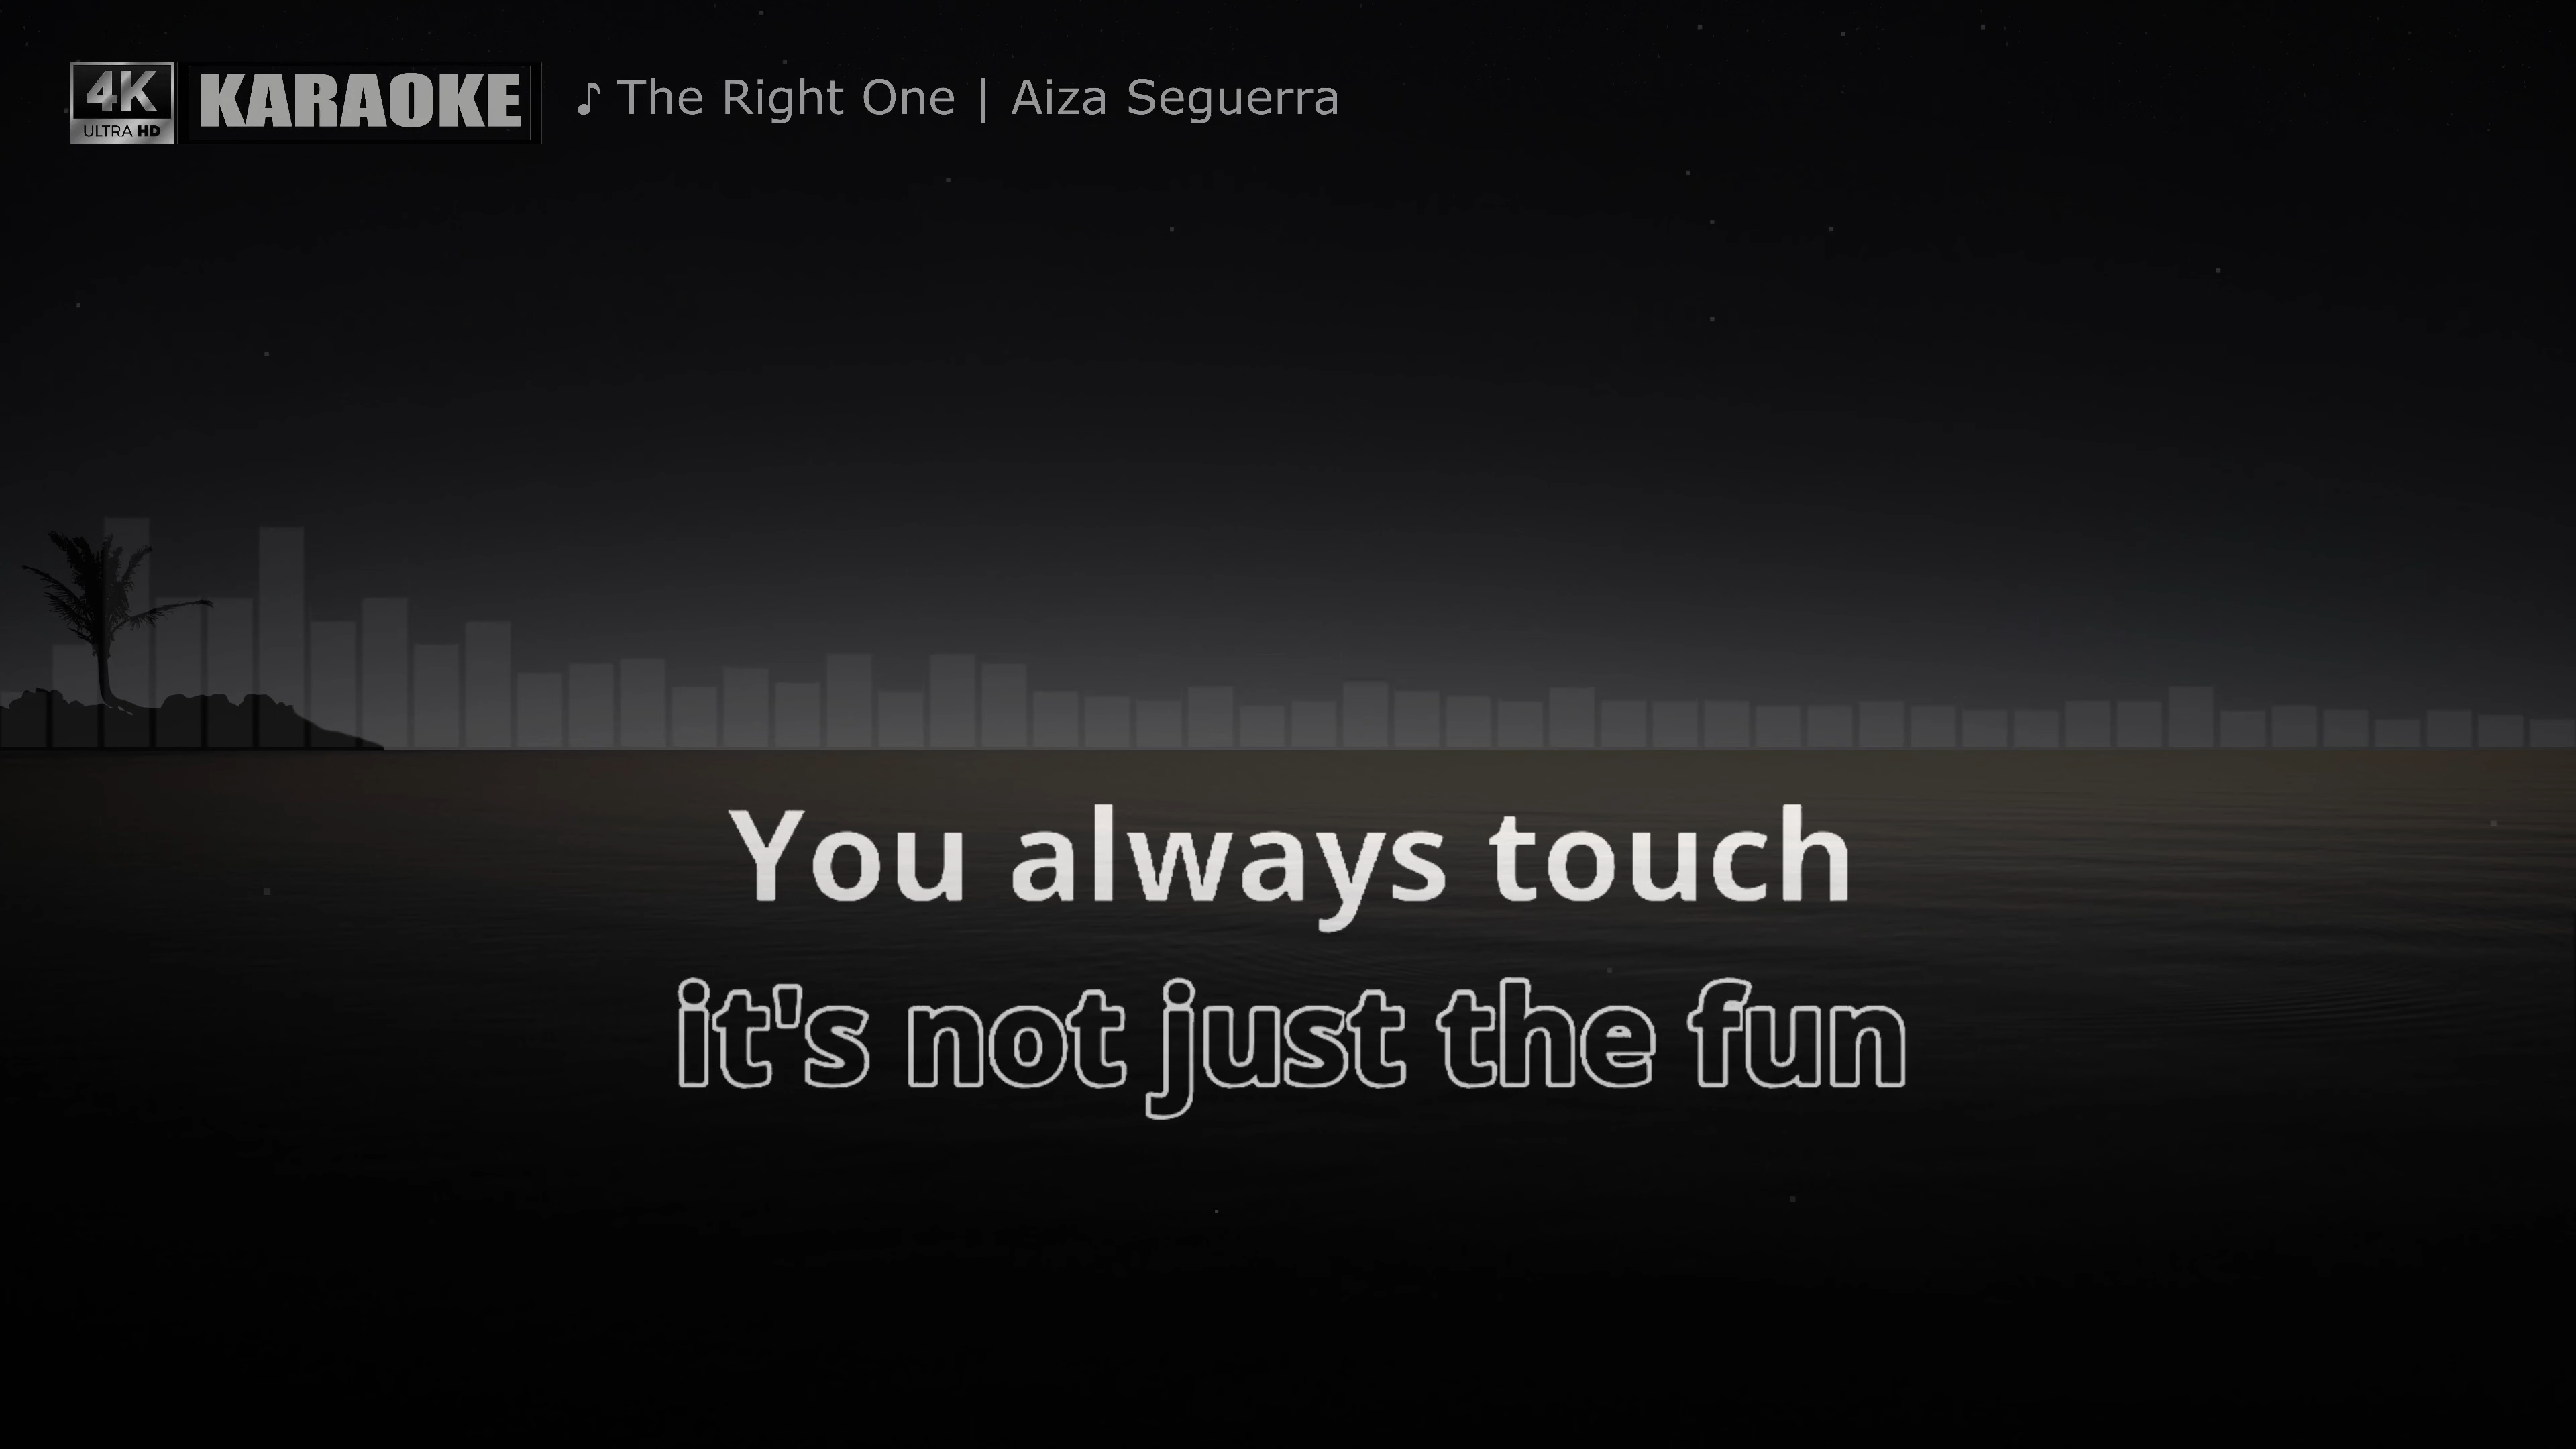 4K KARAOKE ♪ The Right One | Aiza Seguerra
ULTRA HD
You always touch
it's not just the fun